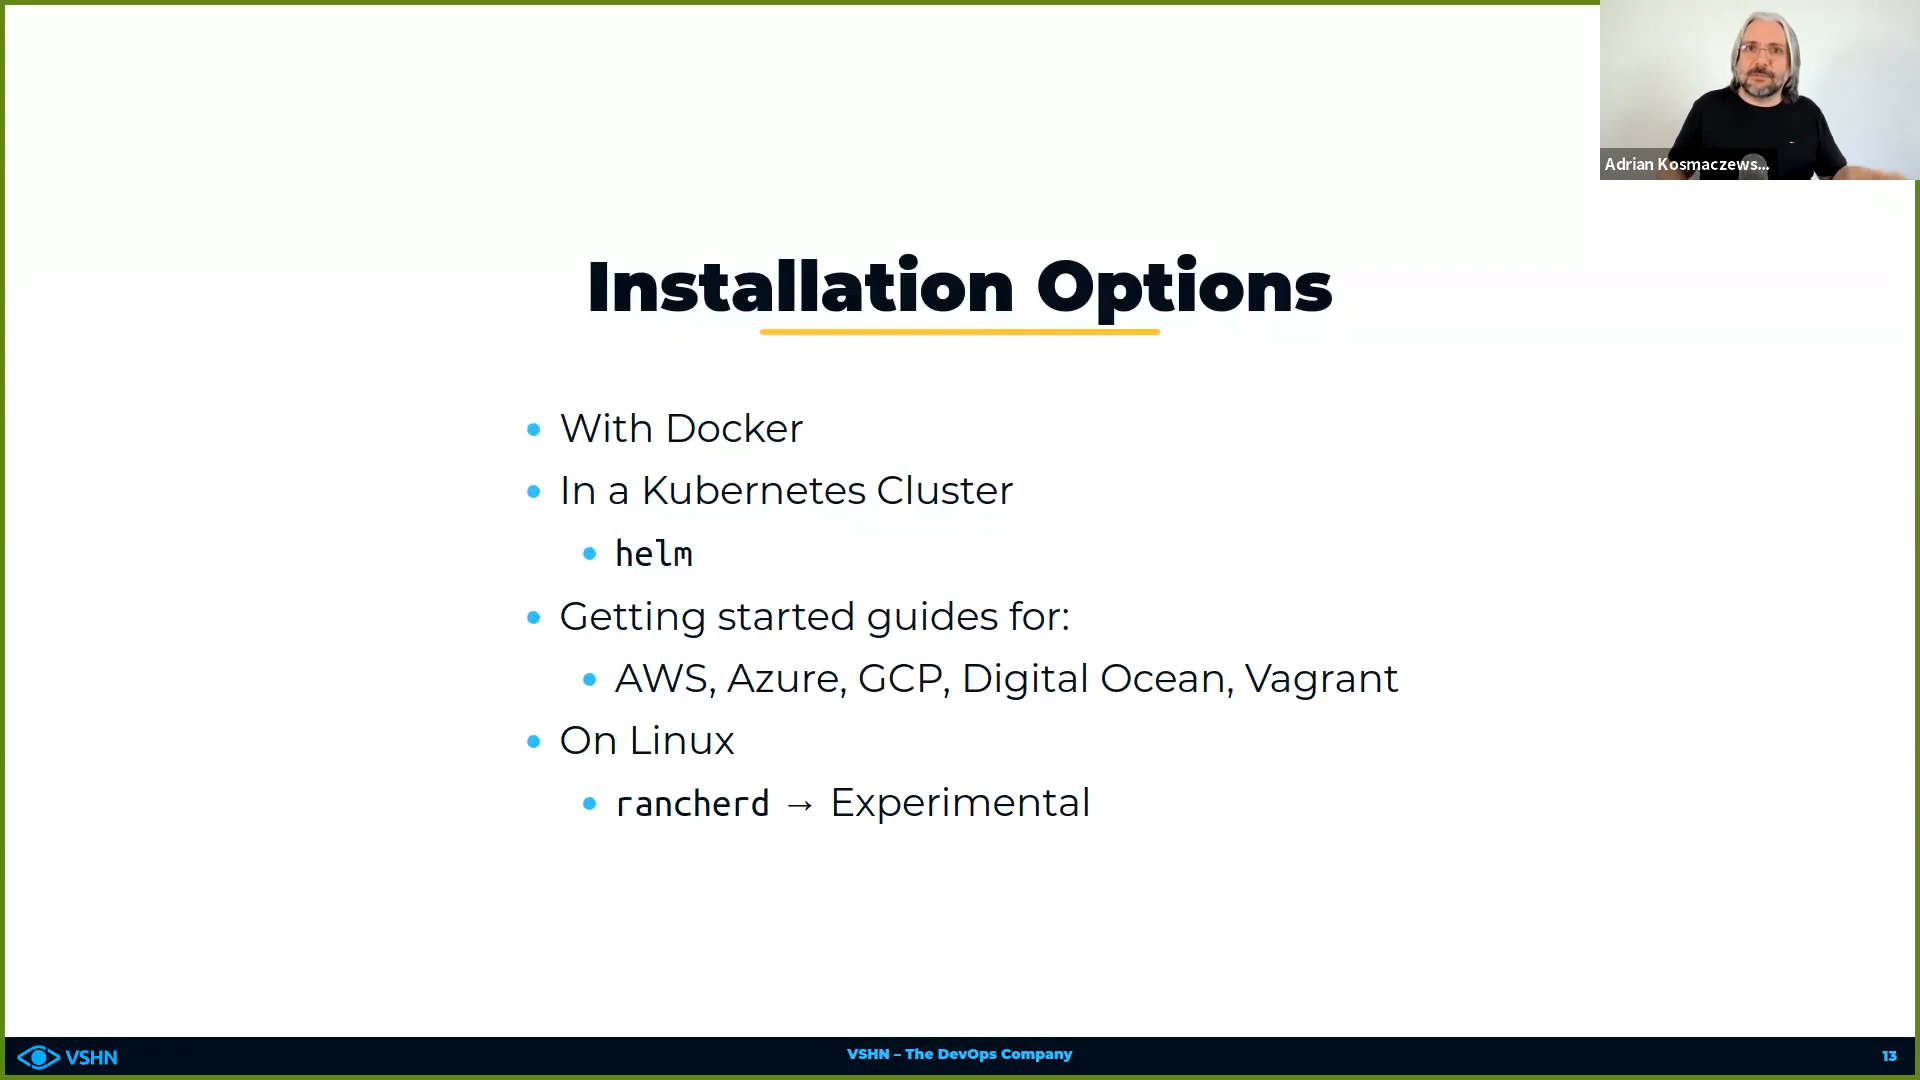 Adrian Kosmaczews...
Installation Options
With Docker
In a Kubernetes Cluster
helm
Getting started guides for:
AWS, Azure, GCP, Digital Ocean, Vagrant
On Linux
rancherd → Experimental
VSHN
VSHN – The DevOps Company
13